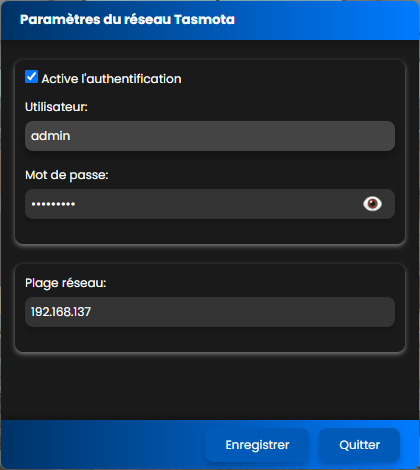 Paramètres du réseau Tasmota
Active l'authentification
Utilisateur:
admin
Mot de passe:
•••••••••
Plage réseau:
192.168.137
Enregistrer
Quitter